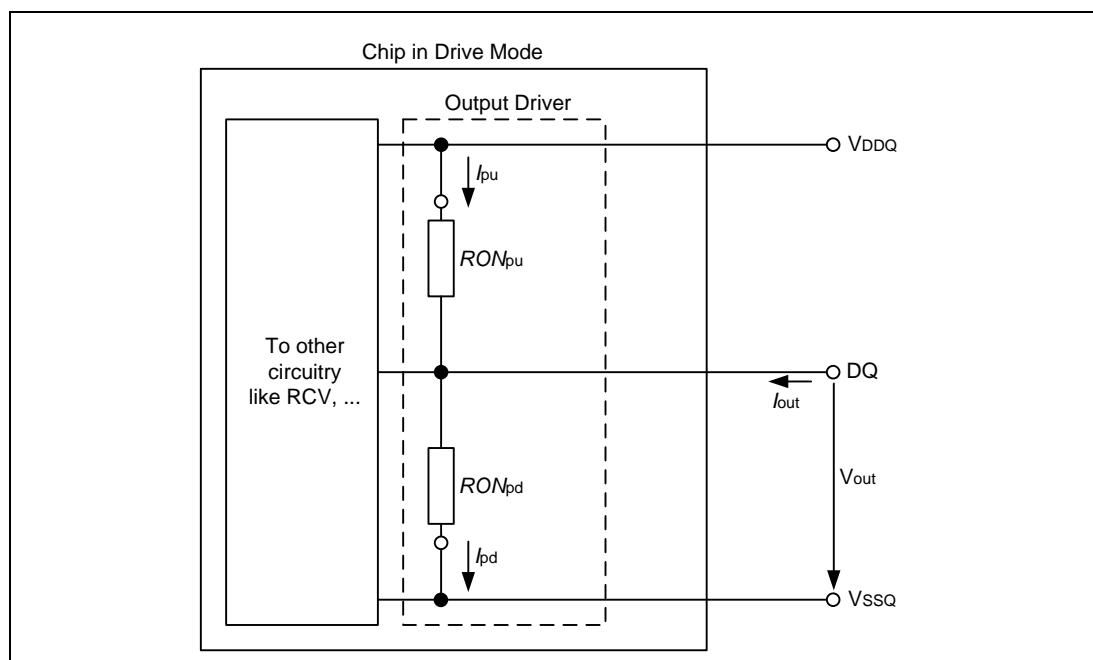 Chip in Drive Mode
Output Driver
VDDQ
Ipu
RONpu
To other
circuitry
like RCV, ...
DQ
Iout
RONpd
Vout
Ipd
VSSQ